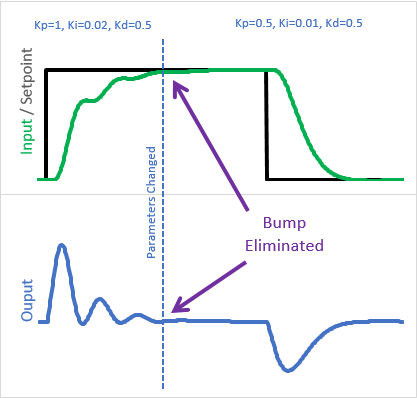 Kp=1, Ki=0.02, Kd=0.5
Kp=0.5, Ki=0.01, Kd=0.5
Input / Setpoint
Parameters Changed
Bump
Eliminated
Ouput